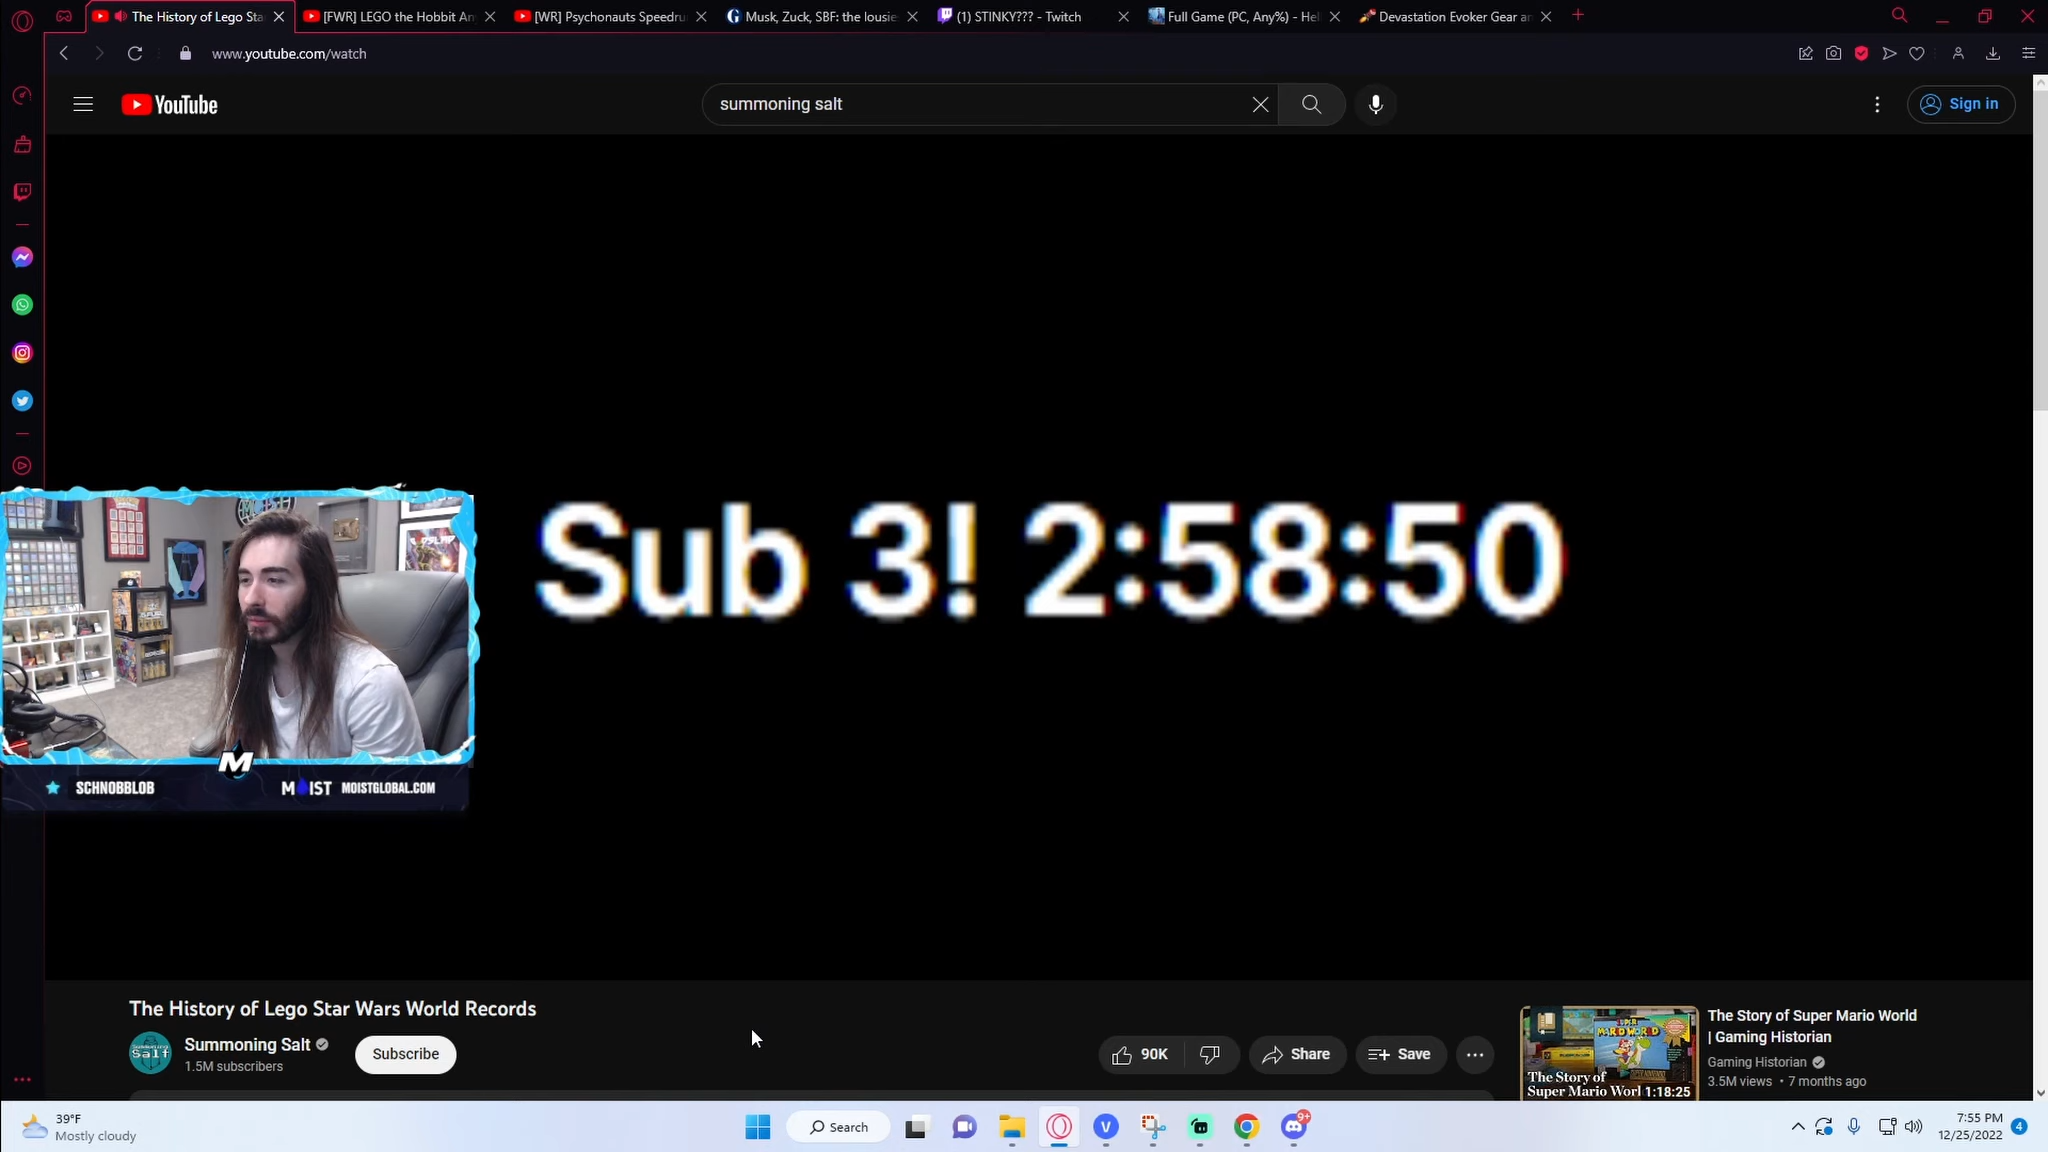 The History of Lego Sta
[FWR] LEGO the Hobbit An
[WR] Psychonauts Speedru
Musk, Zuck, SBF: the lousie
(1) STINKY??? - Twitch
Full Game (PC, Any%) - Hel
Devastation Evoker Gear an
www.youtube.com/watch
YouTube
summoning salt
Sign in
Sub 3! 2:58:50
M
SCHNOBBLOB
MOIST
MOISTGLOBAL.COM
The History of Lego Star Wars World Records
Summoning Salt
1.5M subscribers
Subscribe
90K
Share
Save
The Story of
Super Mario Worl
1:18:25
The Story of Super Mario World
| Gaming Historian
Gaming Historian
3.5M views • 7 months ago
39°F
Mostly cloudy
Search
V
9+
7:55 PM
12/25/2022
4